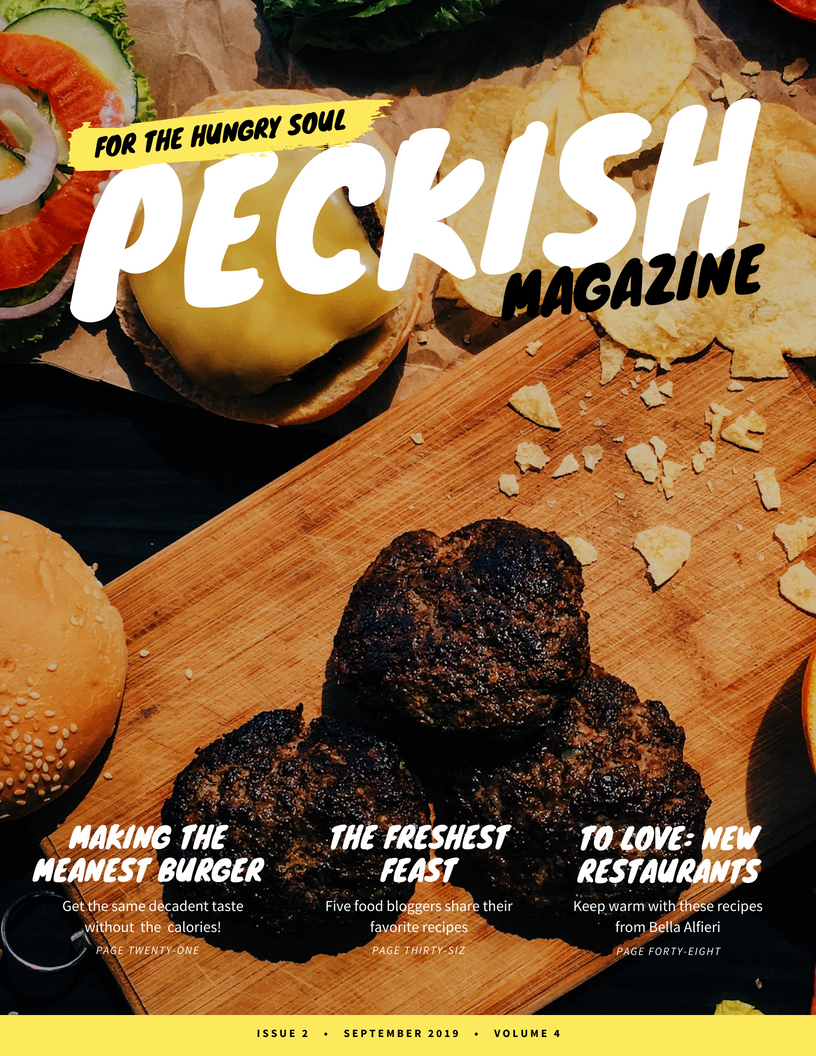 FOR THE HUNGRY SOUL
PECKISH
MAGAZINE
MAKING THE
MEANEST BURGER
Get the same decadent taste
without the calories!
PAGE TWENTY-ONE
THE FRESHEST
FEAST
Five food bloggers share their
favorite recipes
PAGE THIRTY-SIZ
TO LOVE: NEW
RESTAURANTS
Keep warm with these recipes
from Bella Alfieri
PAGE FORTY-EIGHT
ISSUE 2 • SEPTEMBER 2019 • VOLUME 4